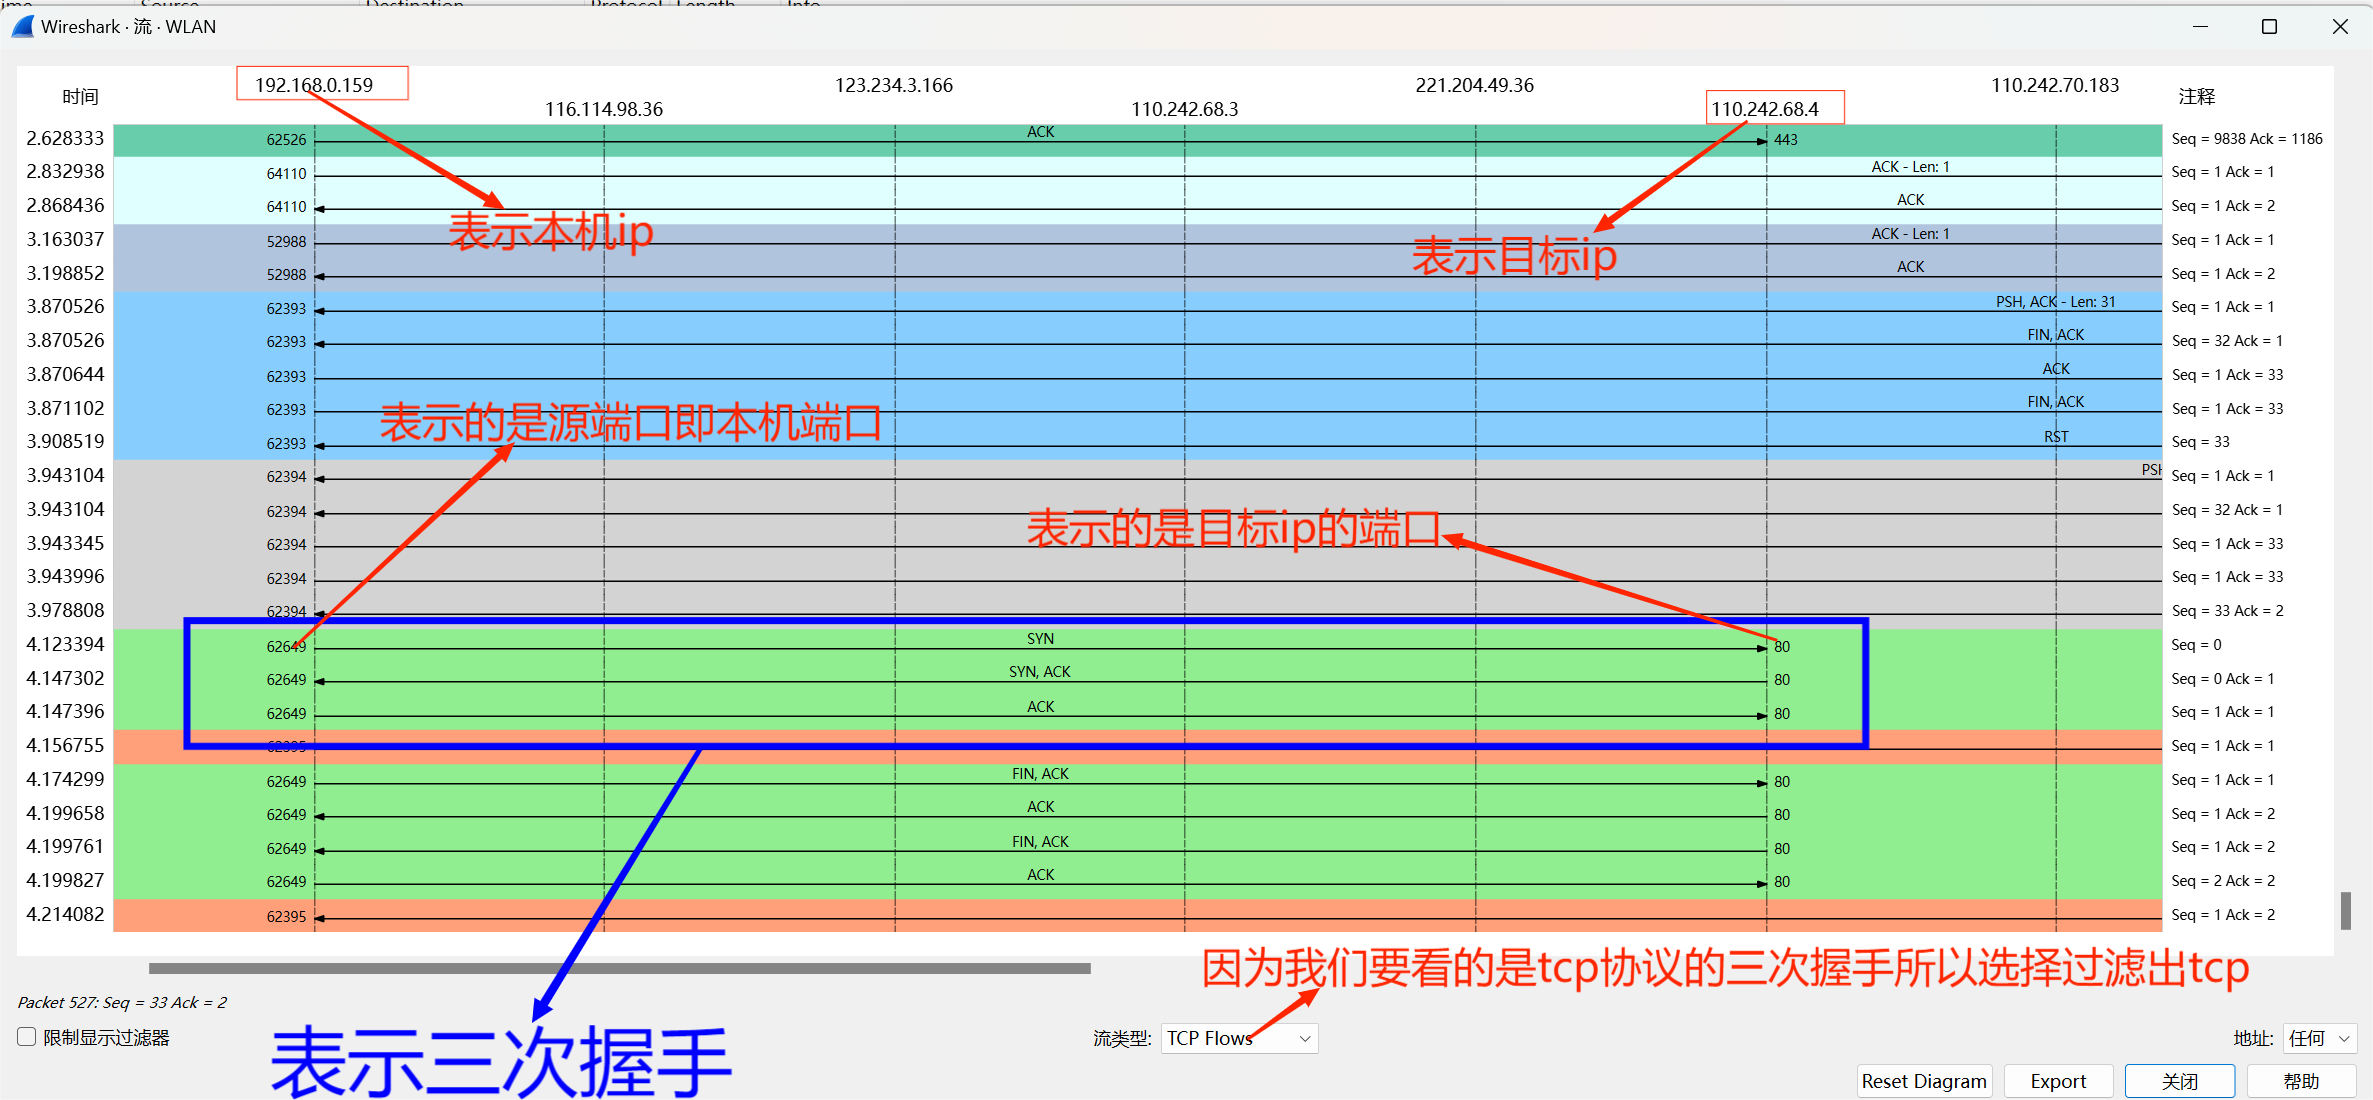 Wireshark · 流 · WLAN
192.168.0.159 123.234.3.166 221.204.49.36 110.242.70.183
时间 116.114.98.36 110.242.68.3 110.242.68.4 注释
2.628333 62526 ACK 443 Seq = 9838 Ack = 1186
2.832938 64110 ACK - Len: 1 Seq = 1 Ack = 1
2.868436 64110 ACK Seq = 1 Ack = 2
表示本机ip
3.163037 52988 ACK - Len: 1 Seq = 1 Ack = 1
表示目标ip
3.198852 52988 ACK Seq = 1 Ack = 2
3.870526 62393 PSH, ACK - Len: 31 Seq = 1 Ack = 1
3.870526 62393 FIN, ACK Seq = 32 Ack = 1
3.870644 62393 ACK Seq = 1 Ack = 33
3.871102 62393 FIN, ACK Seq = 1 Ack = 33
表示的是源端口即本机端口
3.908519 62393 RST Seq = 33
3.943104 62394 PSH Seq = 1 Ack = 1
3.943104 62394 Seq = 32 Ack = 1
表示的是目标ip的端口
3.943345 62394 Seq = 1 Ack = 33
3.943996 62394 Seq = 1 Ack = 33
3.978808 62394 Seq = 33 Ack = 2
4.123394 62649 SYN 80 Seq = 0
4.147302 62649 SYN, ACK 80 Seq = 0 Ack = 1
4.147396 62649 ACK 80 Seq = 1 Ack = 1
4.156755 62395 Seq = 1 Ack = 1
4.174299 62649 FIN, ACK 80 Seq = 1 Ack = 1
4.199658 62649 ACK 80 Seq = 1 Ack = 2
4.199761 62649 FIN, ACK 80 Seq = 1 Ack = 2
4.199827 62649 ACK 80 Seq = 2 Ack = 2
4.214082 62395 Seq = 1 Ack = 2
因为我们要看的是tcp协议的三次握手所以选择过滤出tcp
Packet 527: Seq = 33 Ack = 2
限制显示过滤器 流类型: TCP Flows 地址: 任何
表示三次握手
Reset Diagram Export 关闭 帮助